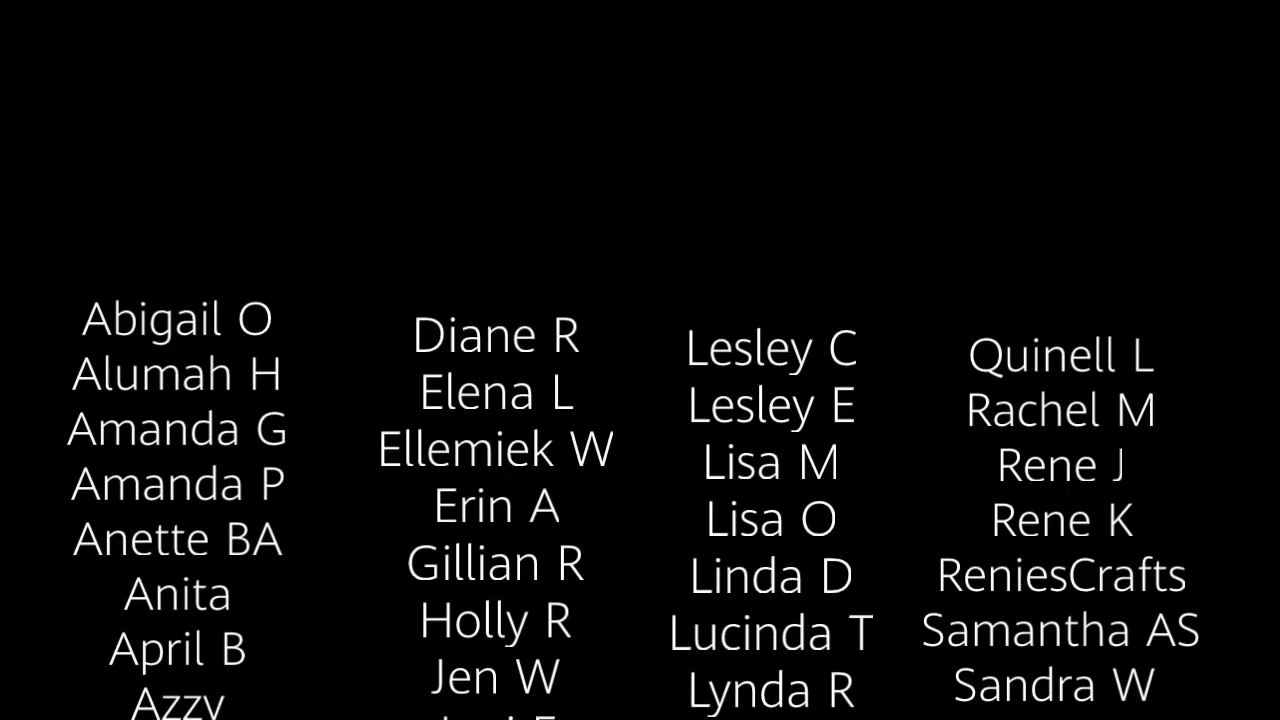 Abigail O
Alumah H
Amanda G
Amanda P
Anette BA
Anita
April B
Azzy
Diane R
Elena L
Ellemiek W
Erin A
Gillian R
Holly R
Jen W
Lesley C
Lesley E
Lisa M
Lisa O
Linda D
Lucinda T
Lynda R
Quinell L
Rachel M
Rene J
Rene K
ReniesCrafts
Samantha AS
Sandra W